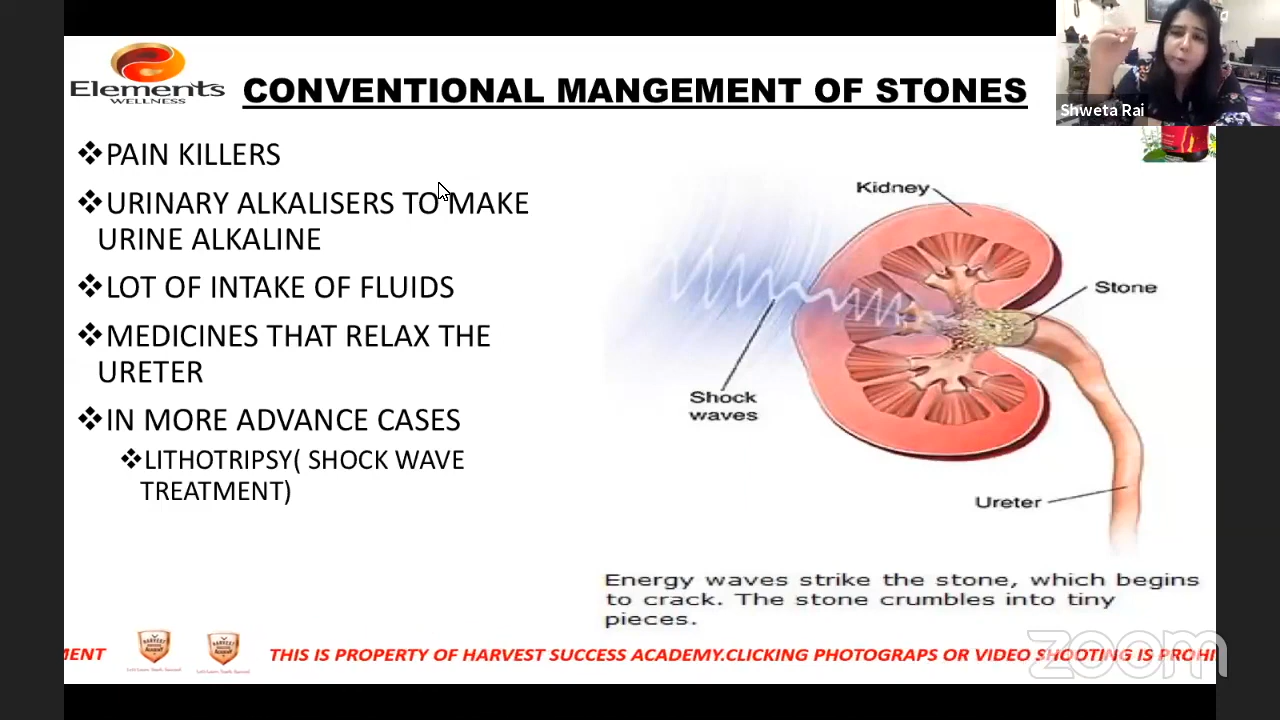 Elements
WELLNESS
CONVENTIONAL MANGEMENT OF STONES
Shweta Rai
❖PAIN KILLERS
❖URINARY ALKALISERS TO MAKE
URINE ALKALINE
❖LOT OF INTAKE OF FLUIDS
❖MEDICINES THAT RELAX THE
URETER
❖IN MORE ADVANCE CASES
❖LITHOTRIPSY( SHOCK WAVE
TREATMENT)
Kidney
Stone
Shock
waves
Ureter
Energy waves strike the stone, which begins
to crack. The stone crumbles into tiny
pieces.
zoom
MENT
HARVEST
HARVEST
THIS IS PROPERTY OF HARVEST SUCCESS ACADEMY.CLICKING PHOTOGRAPS OR VIDEO SHOOTING IS PROHI